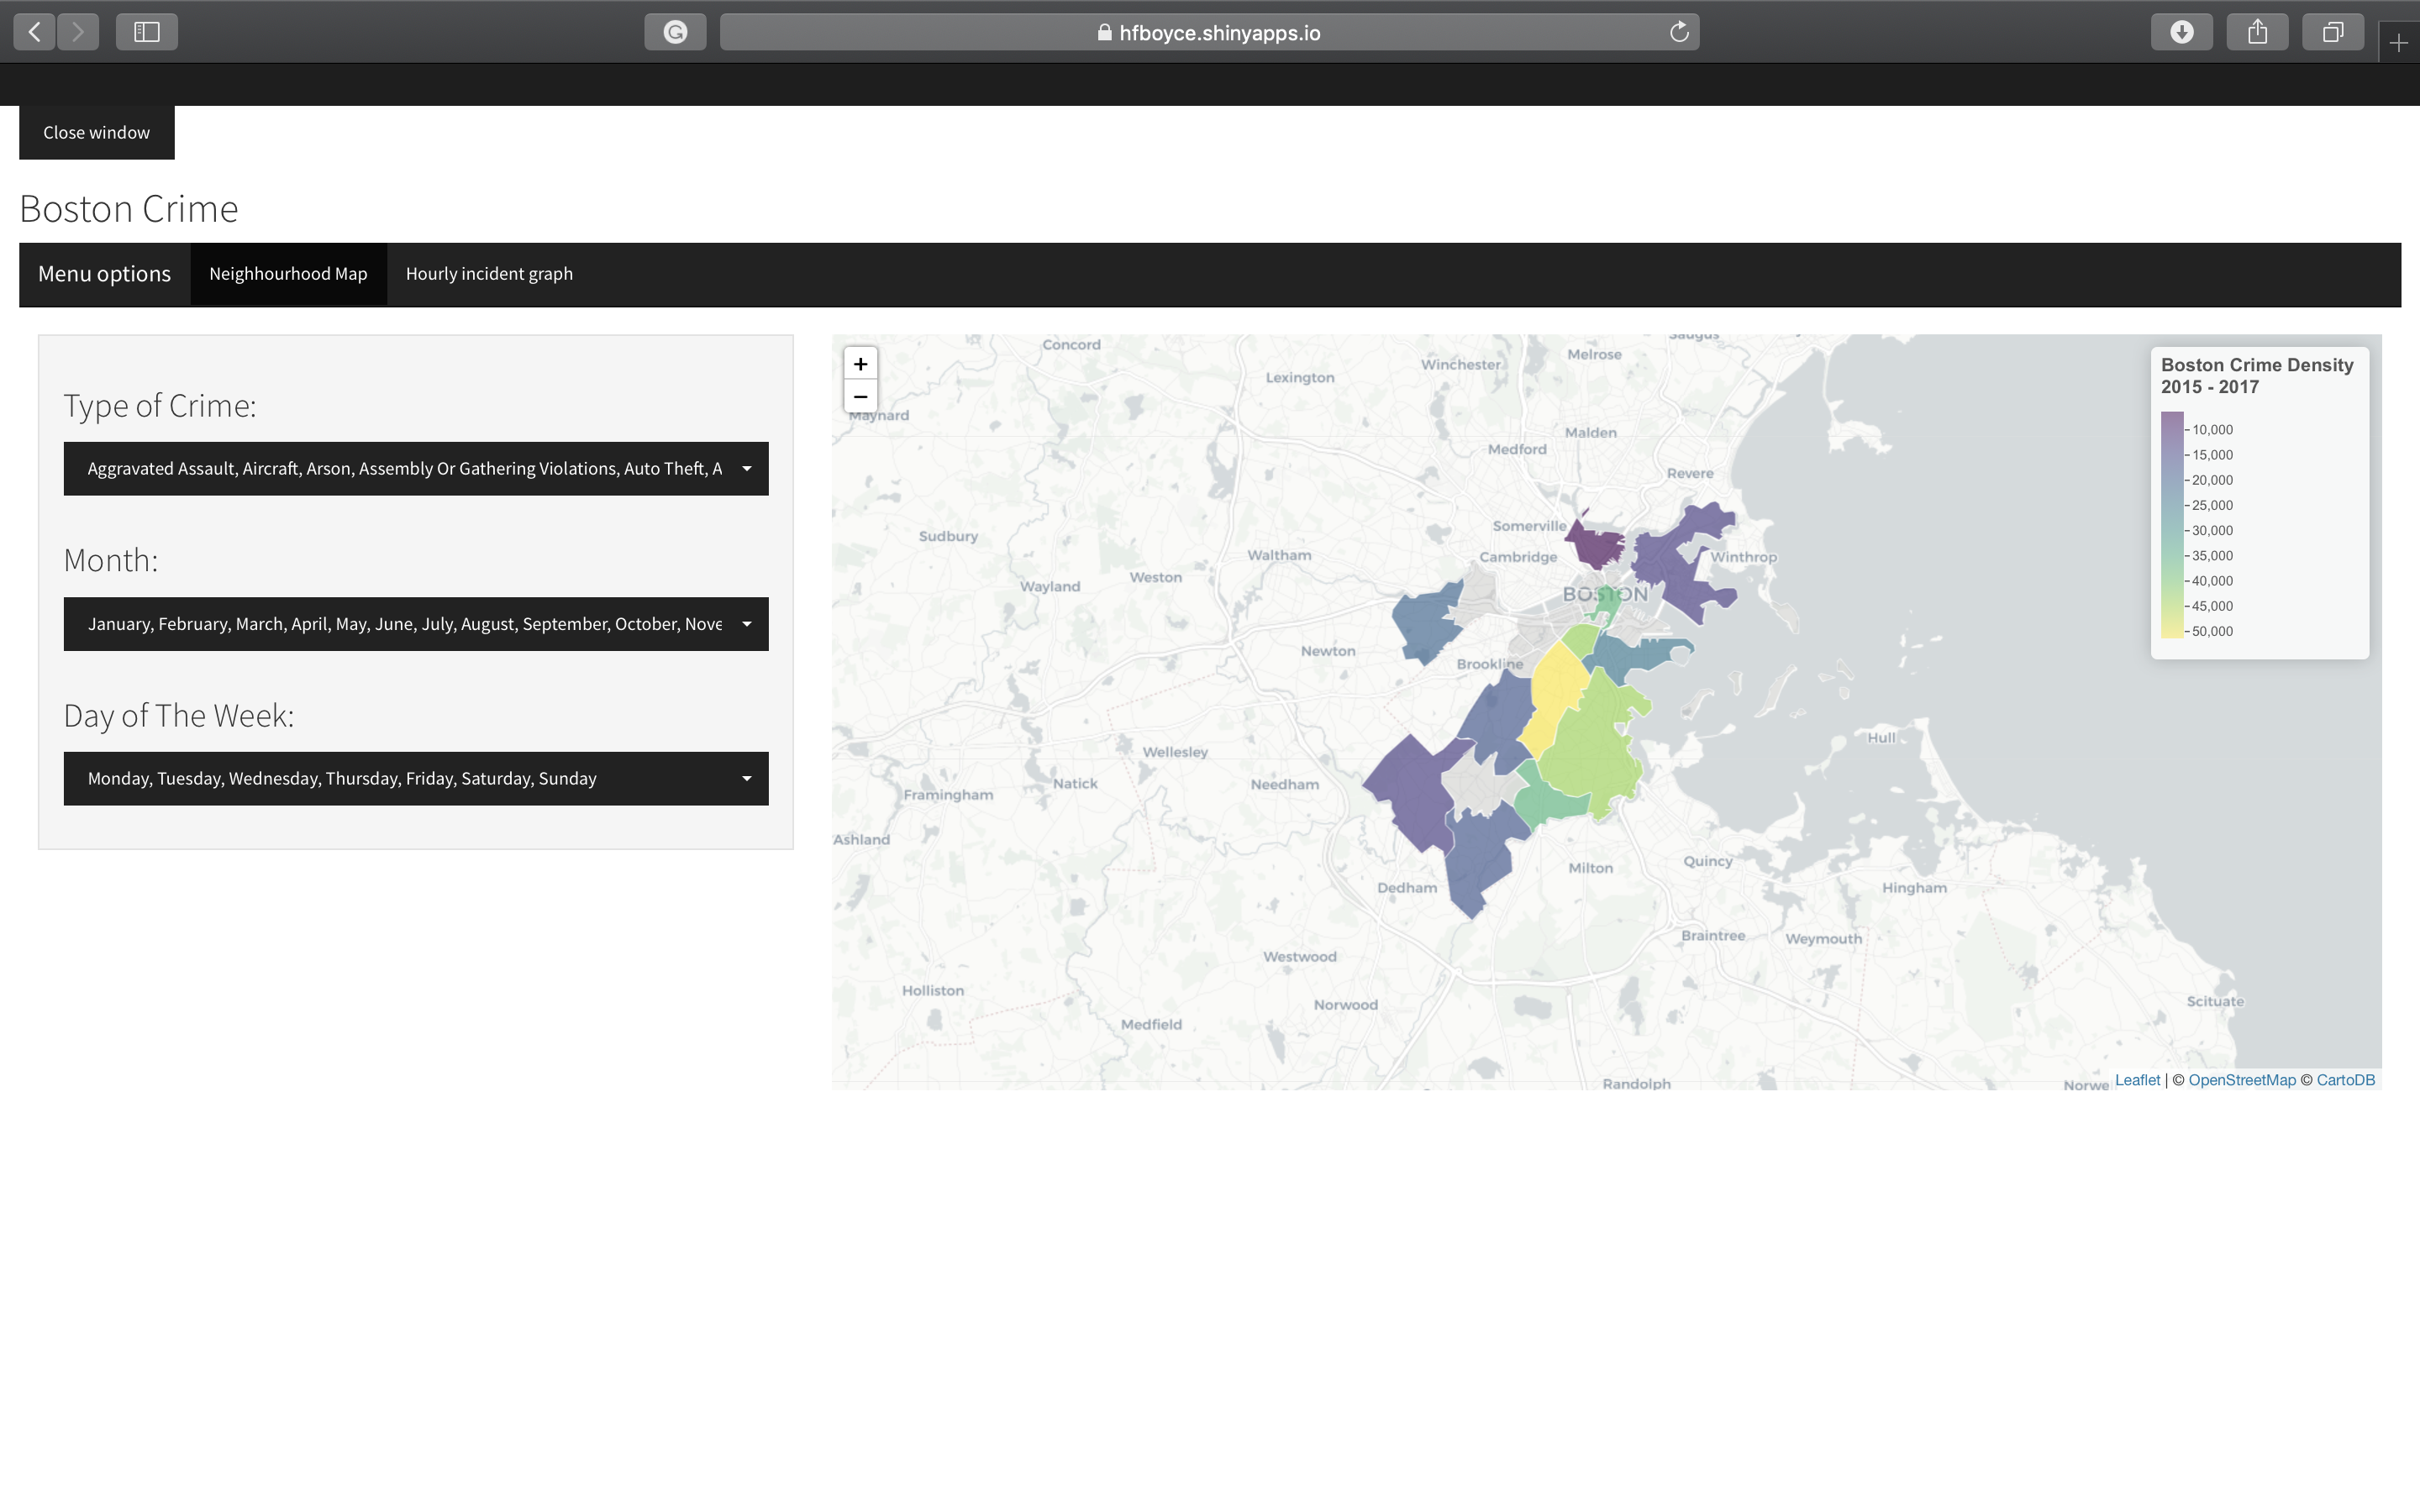 hfboyce.shinyapps.io
Close window
Boston Crime
Menu options
Neighbourhood Map
Hourly incident graph
Type of Crime:
Aggravated Assault, Aircraft, Arson, Assembly Or Gathering Violations, Auto Theft, A
Month:
January, February, March, April, May, June, July, August, September, October, Nove
Day of The Week:
Monday, Tuesday, Wednesday, Thursday, Friday, Saturday, Sunday
+
−
Boston Crime Density
2015 - 2017
10,000
15,000
20,000
25,000
30,000
35,000
40,000
45,000
50,000
Saugus
Concord
Melrose
Winchester
Lexington
Maynard
Malden
Medford
Revere
Somerville
Sudbury
Waltham
Cambridge
Winthrop
Weston
Wayland
BOSTON
Newton
Brookline
Hull
Wellesley
Natick
Needham
Framingham
Ashland
Quincy
Milton
Dedham
Hingham
Braintree
Weymouth
Westwood
Holliston
Scituate
Norwood
Medfield
Randolph
Norwe
Leaflet | © OpenStreetMap © CartoDB